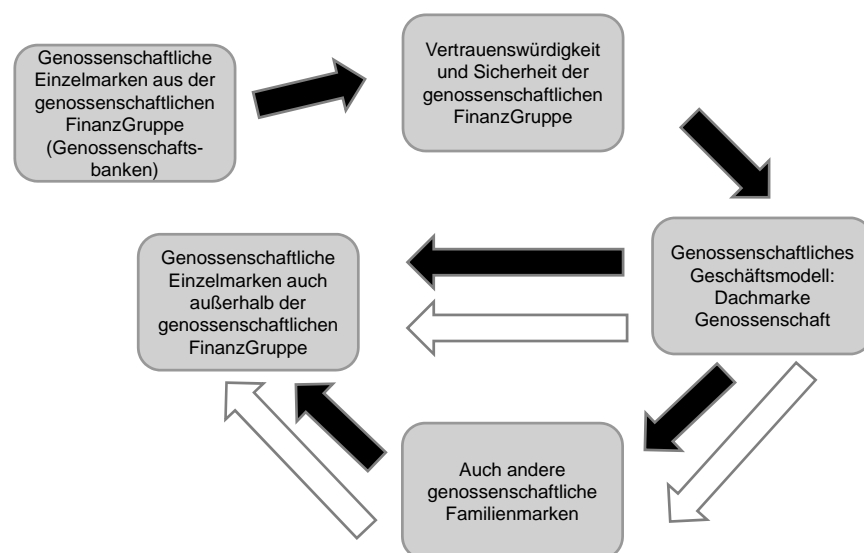 Genossenschaftliche
Einzelmarken aus der
genossenschaftlichen
FinanzGruppe
(Genossenschafts-
banken)
Vertrauenswürdigkeit
und Sicherheit der
genossenschaftlichen
FinanzGruppe
Genossenschaftliche
Einzelmarken auch
außerhalb der
genossenschaftlichen
FinanzGruppe
Genossenschaftliches
Geschäftsmodell:
Dachmarke
Genossenschaft
Auch andere
genossenschaftliche
Familienmarken